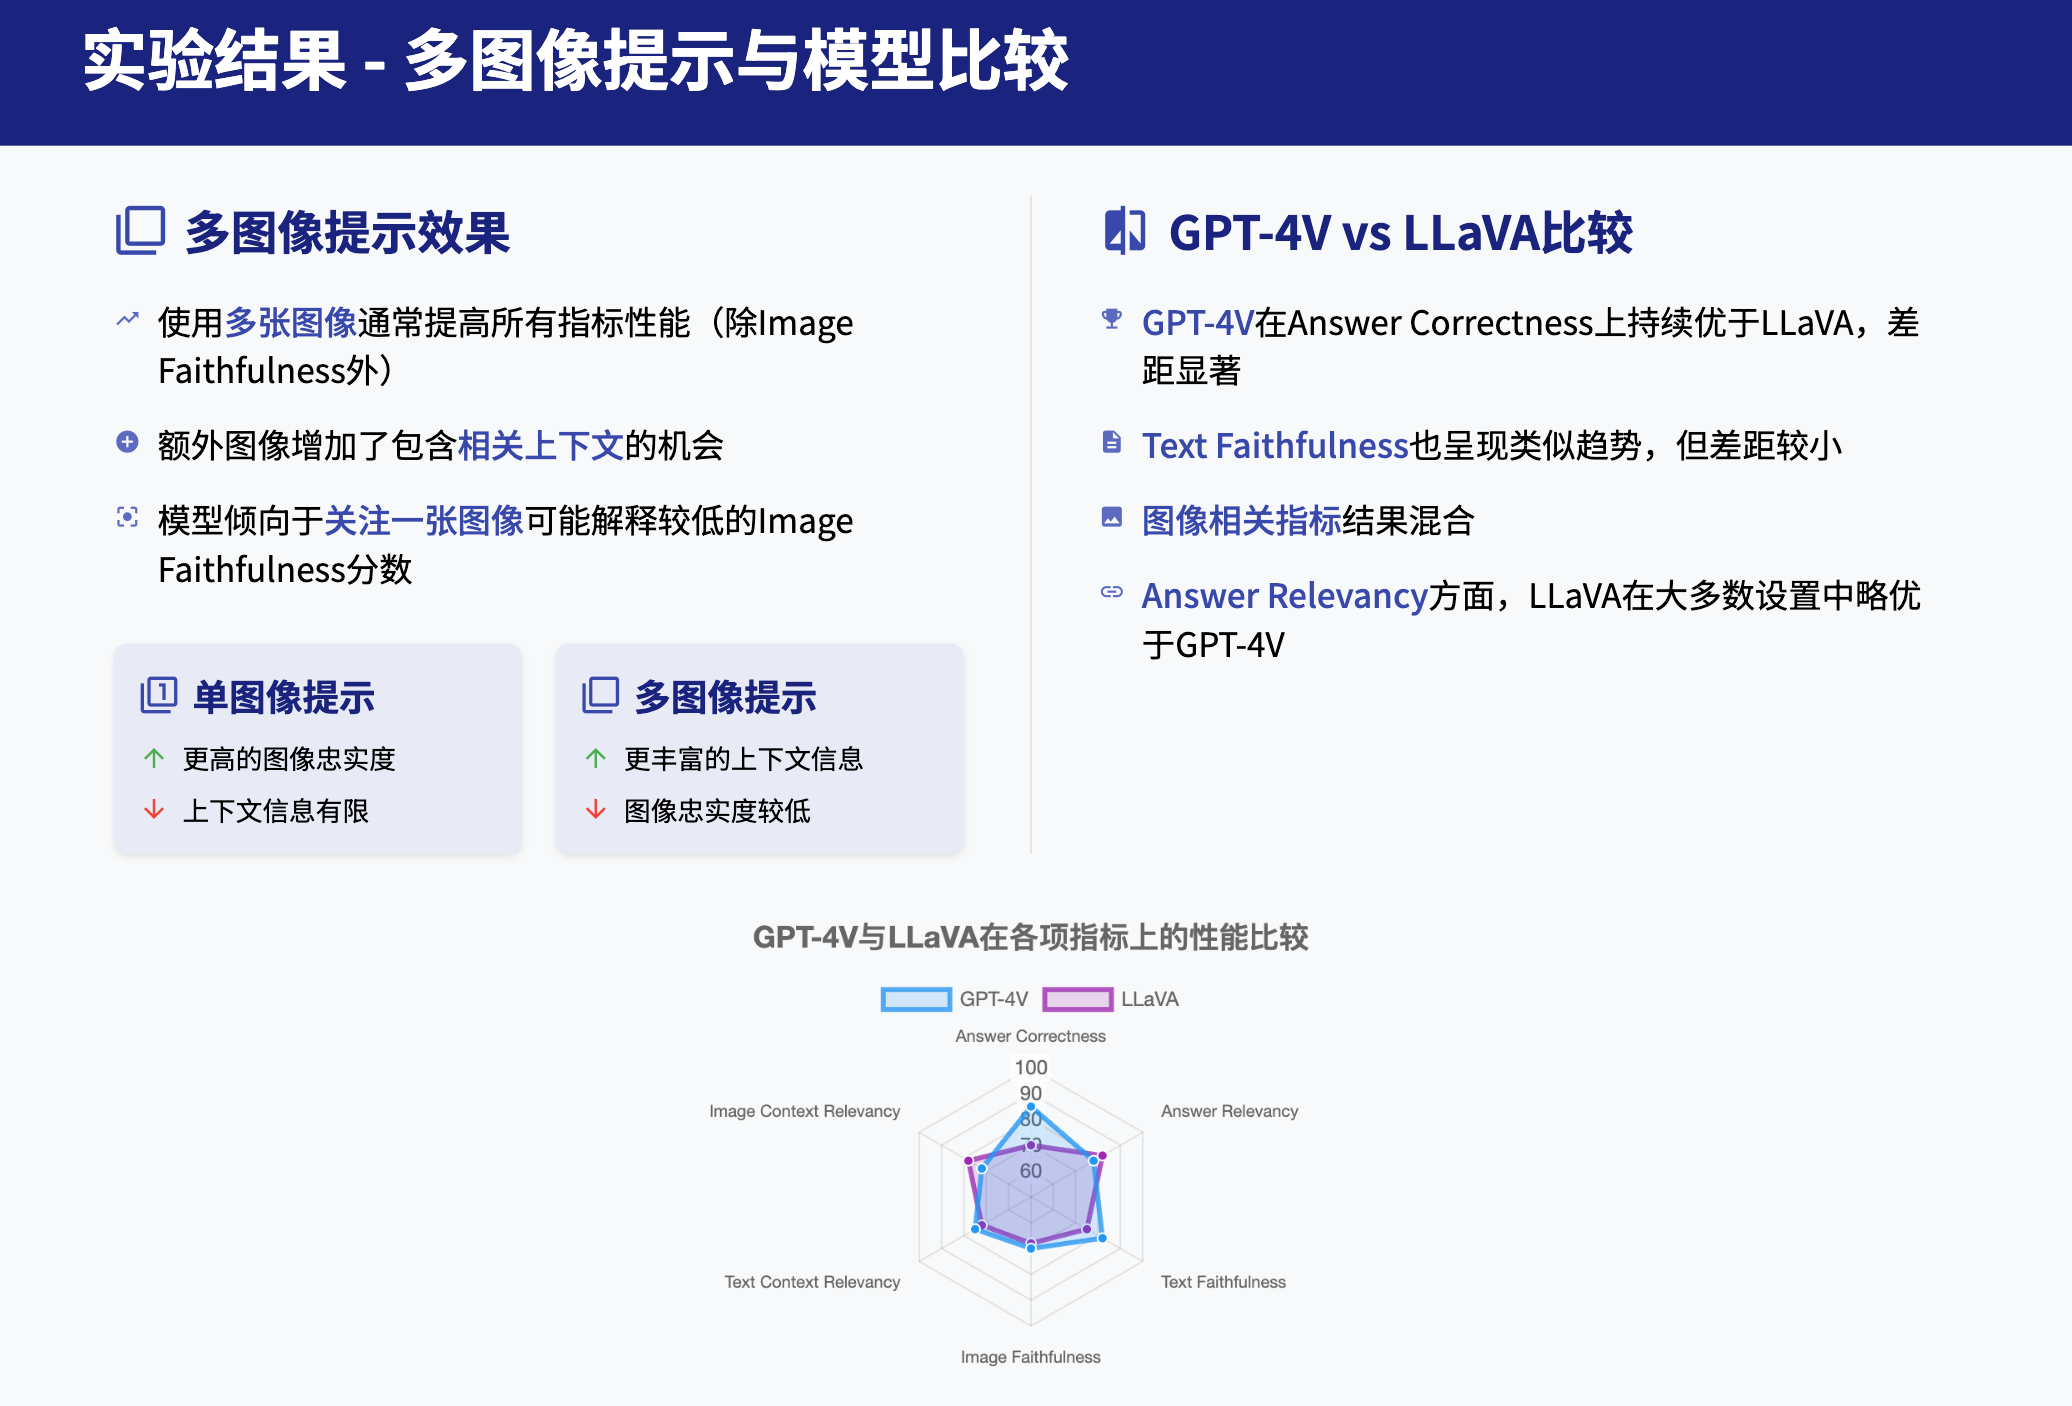 实验结果 - 多图像提示与模型比较
多图像提示效果
使用多张图像通常提高所有指标性能（除Image
Faithfulness外）
额外图像增加了包含相关上下文的机会
模型倾向于关注一张图像可能解释较低的Image
Faithfulness分数
1 单图像提示
更高的图像忠实度
上下文信息有限
多图像提示
更丰富的上下文信息
图像忠实度较低
GPT-4V vs LLaVA比较
GPT-4V在Answer Correctness上持续优于LLaVA，差
距显著
Text Faithfulness也呈现类似趋势，但差距较小
图像相关指标结果混合
Answer Relevancy方面，LLaVA在大多数设置中略优
于GPT-4V
GPT-4V与LLaVA在各项指标上的性能比较
GPT-4V
LLaVA
Answer Correctness
100
90
80
70
60
Image Context Relevancy
Answer Relevancy
Text Context Relevancy
Text Faithfulness
Image Faithfulness